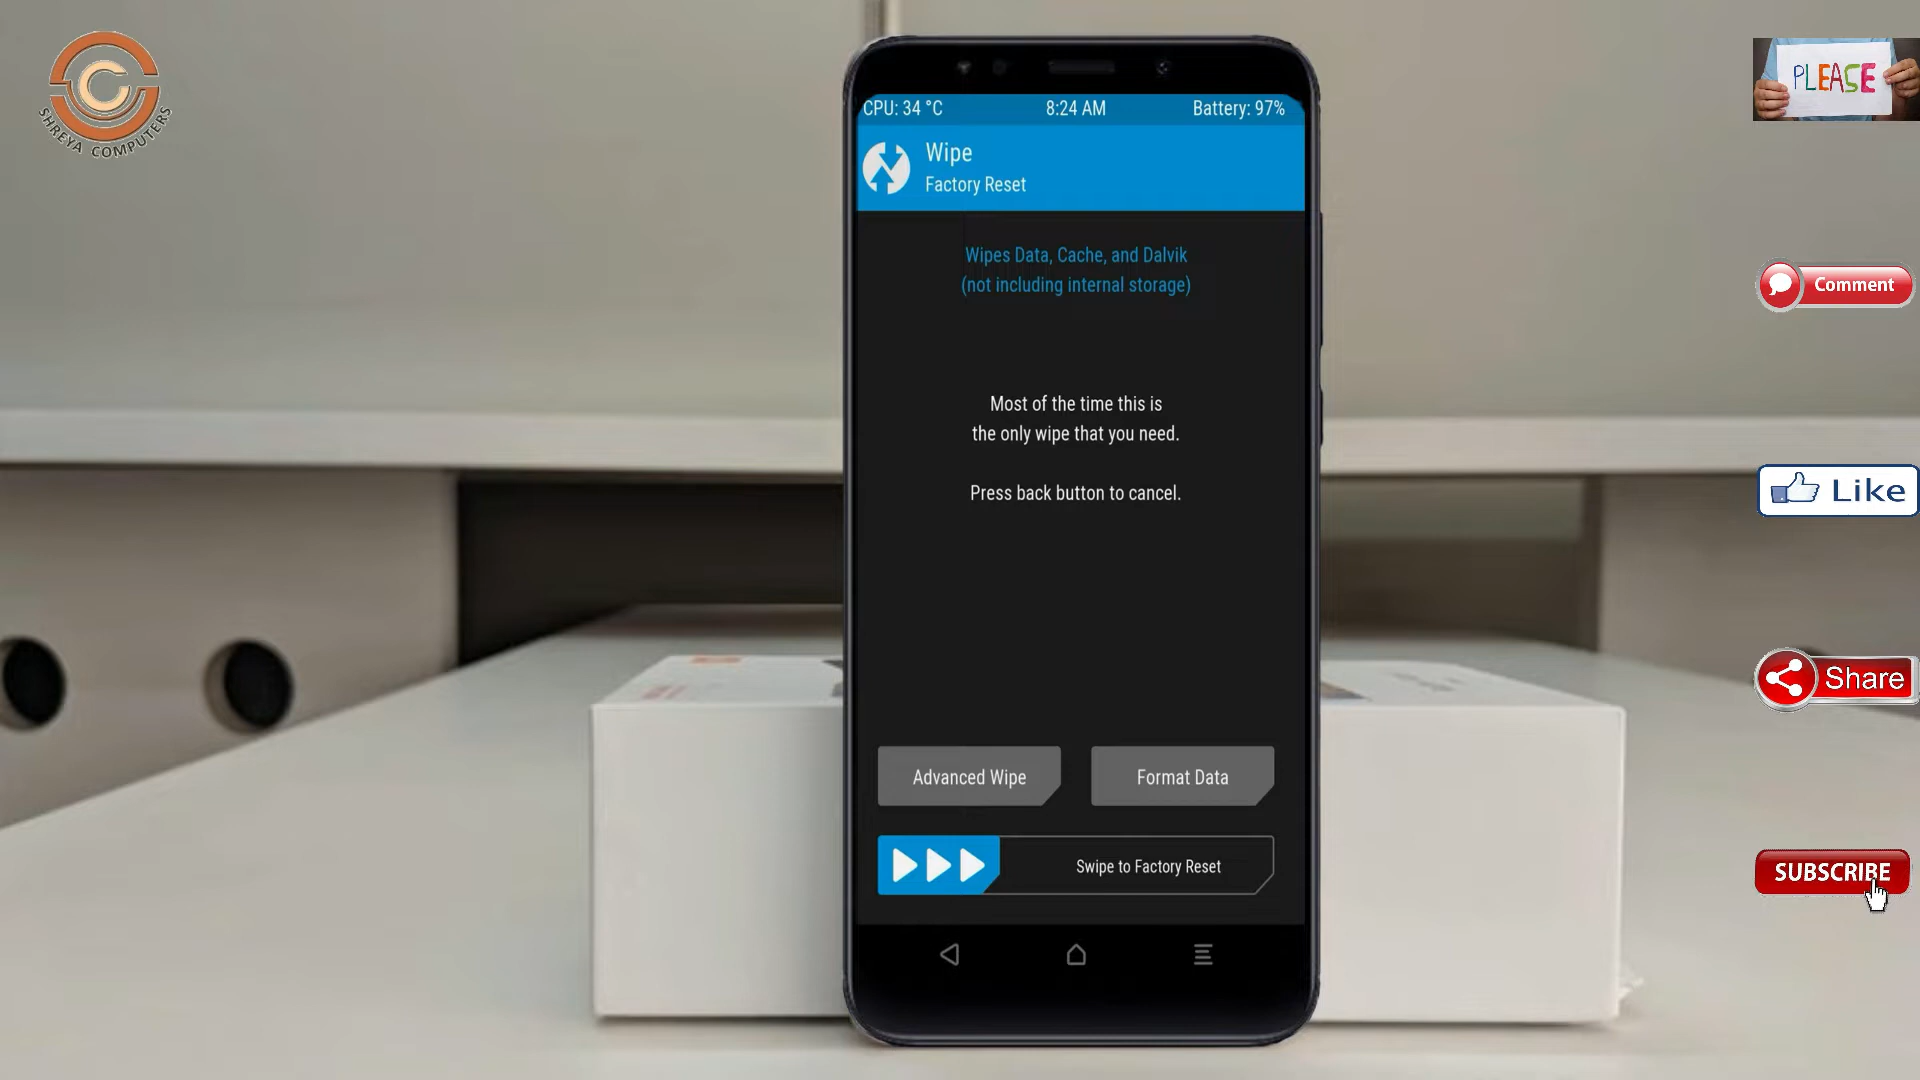 SHREYA COMPUTERS
PLEASE
CPU: 34 °C
8:24 AM
Battery: 97%
Wipe
Factory Reset
Wipes Data, Cache, and Dalvik
(not including internal storage)
Comment
Most of the time this is
the only wipe that you need.
Press back button to cancel.
Like
Share
Advanced Wipe
Format Data
Swipe to Factory Reset
SUBSCRIBE